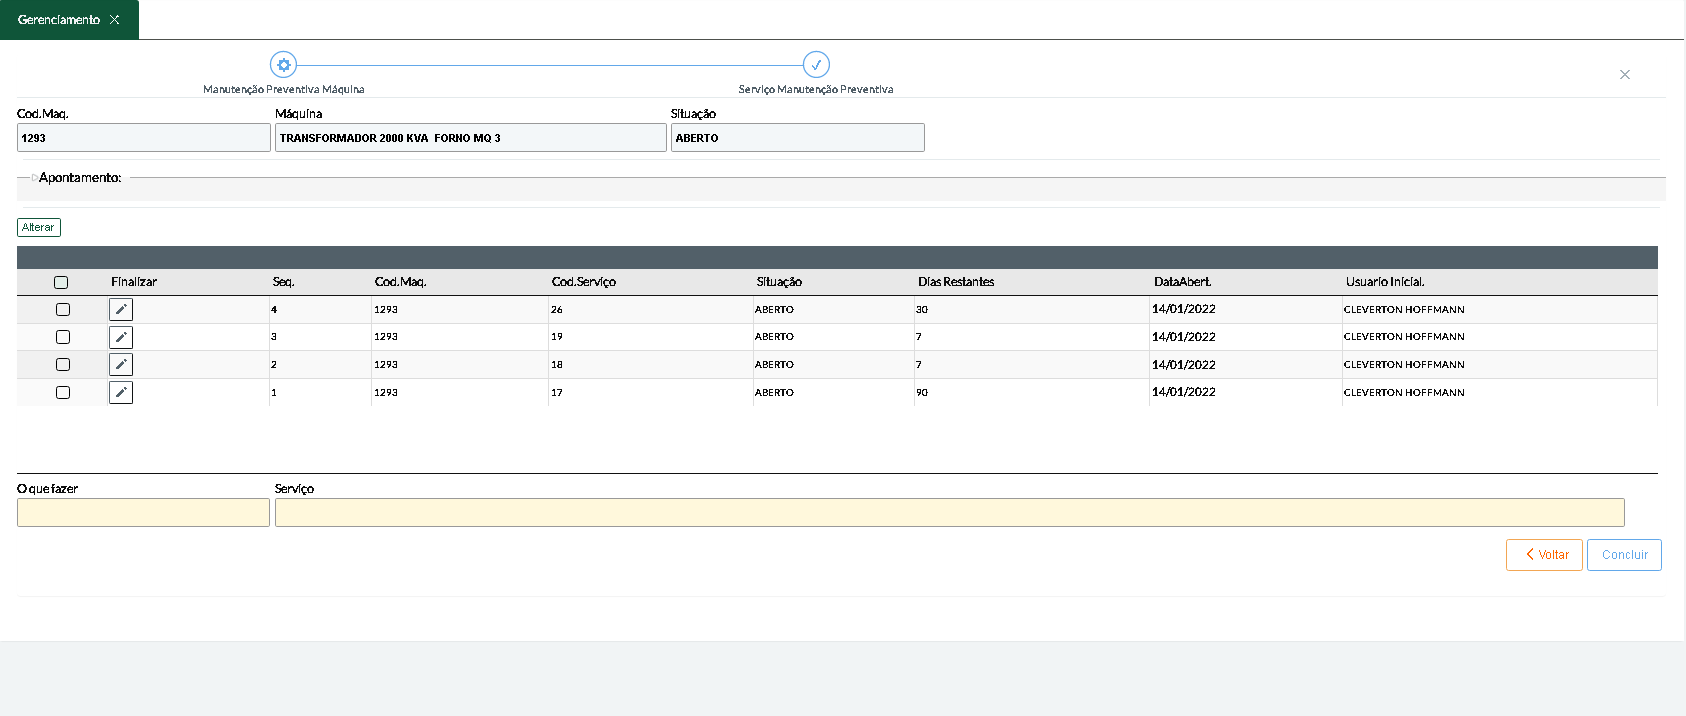 Gerenciamento
Manutenção Preventiva Máquina Serviço Manutenção Preventiva
Cod.Maq. Máquina Situação
1293 TRANSFORMADOR 2000 KVA FORNO MQ 3 ABERTO
Apontamento:
Alterar
Finalizar Seq. Cod.Maq. Cod.Serviço Situação Dias Restantes DataAbert. Usuario Inicial.
4 1293 26 ABERTO 30 14/01/2022 CLEVERTON HOFFMANN
3 1293 19 ABERTO 7 14/01/2022 CLEVERTON HOFFMANN
2 1293 18 ABERTO 7 14/01/2022 CLEVERTON HOFFMANN
1 1293 17 ABERTO 90 14/01/2022 CLEVERTON HOFFMANN
O que fazer Serviço
Voltar Concluir